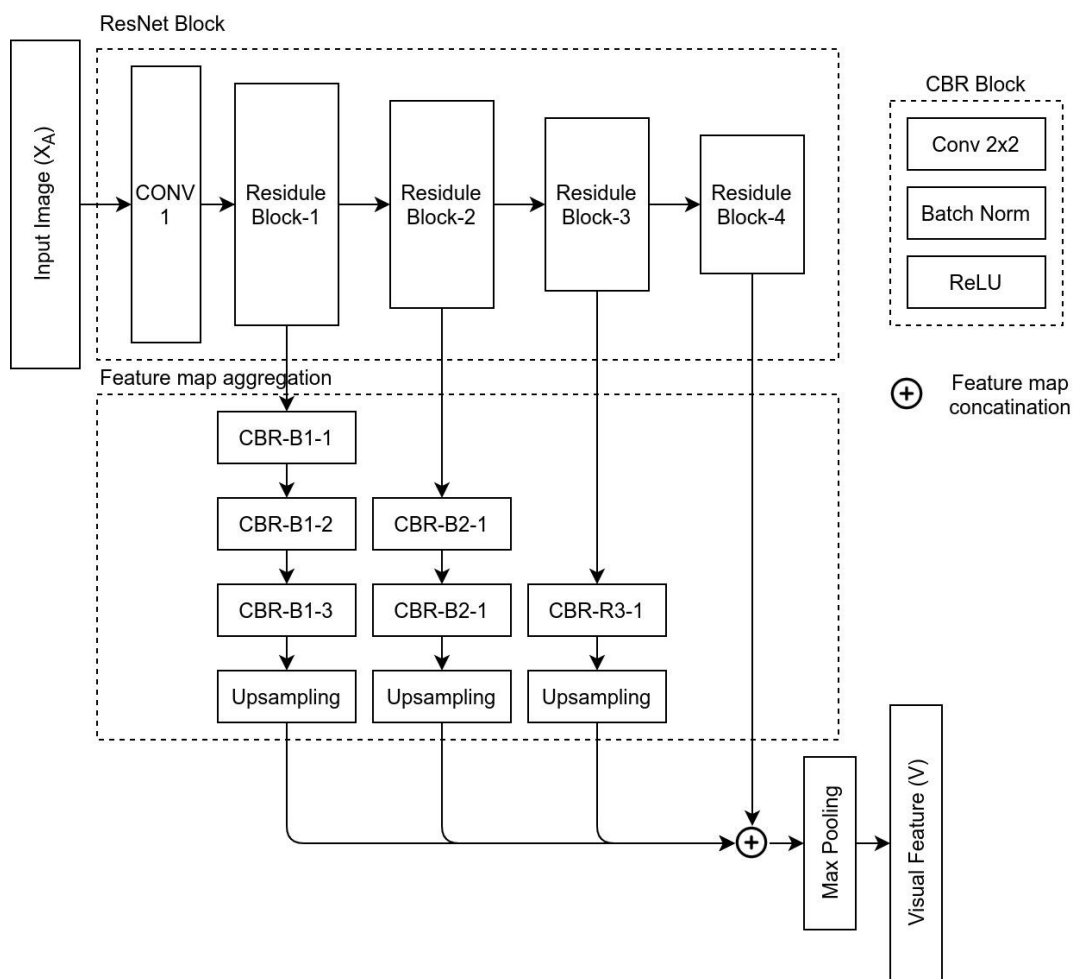 ResNet Block
Input Image (XA)
CONV
1
Residule
Block-1
Residule
Block-2
Residule
Block-3
Residule
Block-4
CBR Block
Conv 2x2
Batch Norm
ReLU
Feature map
concatination
Feature map aggregation
CBR-B1-1
CBR-B1-2
CBR-B2-1
CBR-B1-3
CBR-B2-1
CBR-R3-1
Upsampling
Upsampling
Upsampling
Max Pooling
Visual Feature (V)